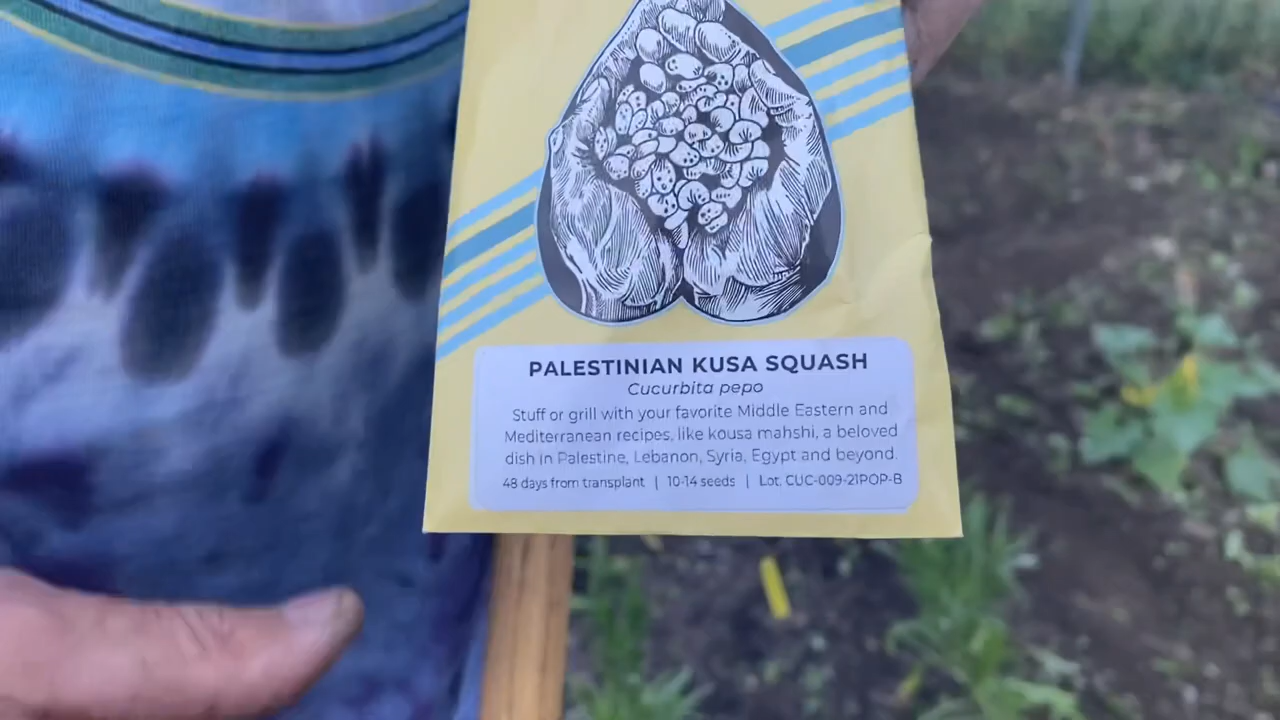 PALESTINIAN KUSA SQUASH
Cucurbita pepo
Stuff or grill with your favorite Middle Eastern and
Mediterranean recipes, like kousa mahshi, a beloved
dish in Palestine, Lebanon, Syria, Egypt and beyond.
48 days from transplant | 10-14 seeds | Lot. CUC-009-21POP-B